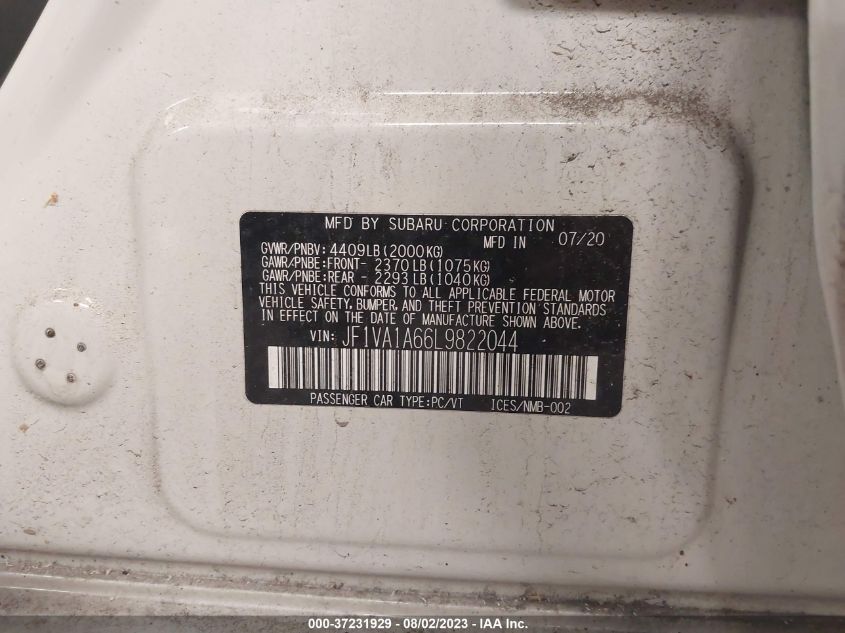 MFD BY SUBARU CORPORATION
MFD IN 07/20
GVWR/PNBV: 4409LB(2000KG)
GAWR/PNBE:FRONT- 2370LB(1075KG)
GAWR/PNBE:REAR - 2293LB(1040KG)
THIS VEHICLE CONFORMS TO ALL APPLICABLE FEDERAL MOTOR
VEHICLE SAFETY, BUMPER, AND THEFT PREVENTION STANDARDS
IN EFFECT ON THE DATE OF MANUFACTURE SHOWN ABOVE.
VIN: JF1VA1A66L9822044
PASSENGER CAR TYPE:PC/VT ICES/NMB-002
000-37231929 - 08/02/2023 - © IAA Inc.